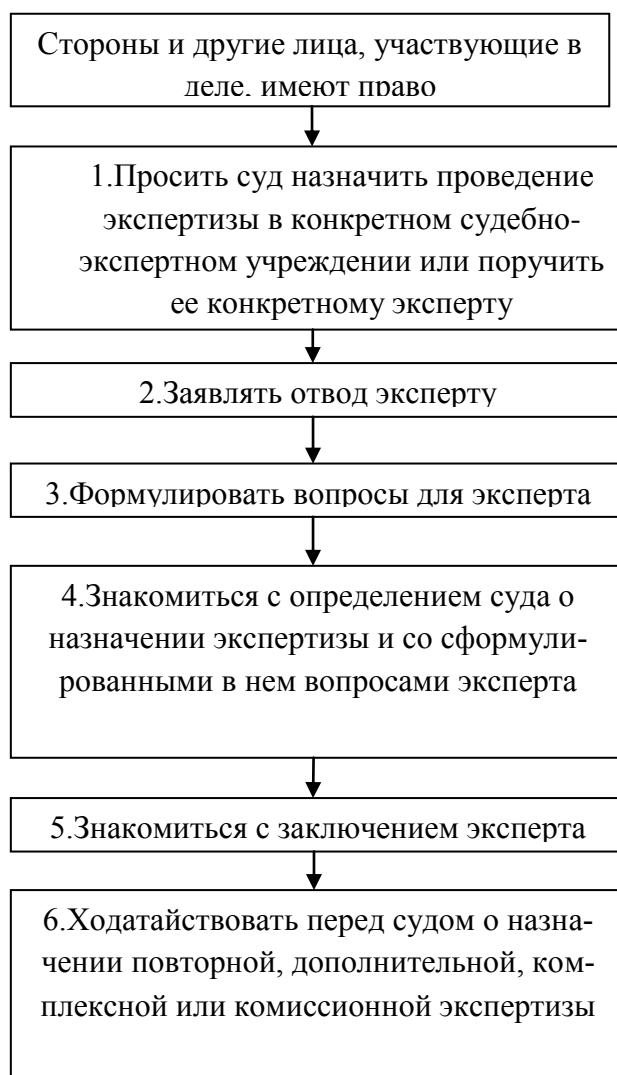 Стороны и другие лица, участвующие в
деле, имеют право
1.Просить суд назначить проведение
экспертизы в конкретном судебно-
экспертном учреждении или поручить
ее конкретному эксперту
2.Заявлять отвод эксперту
3.Формулировать вопросы для эксперта
4.Знакомиться с определением суда о
назначении экспертизы и со сформули-
рованными в нем вопросами эксперта
5.Знакомиться с заключением эксперта
6.Ходатайствовать перед судом о назна-
чении повторной, дополнительной, ком-
плексной или комиссионной экспертизы